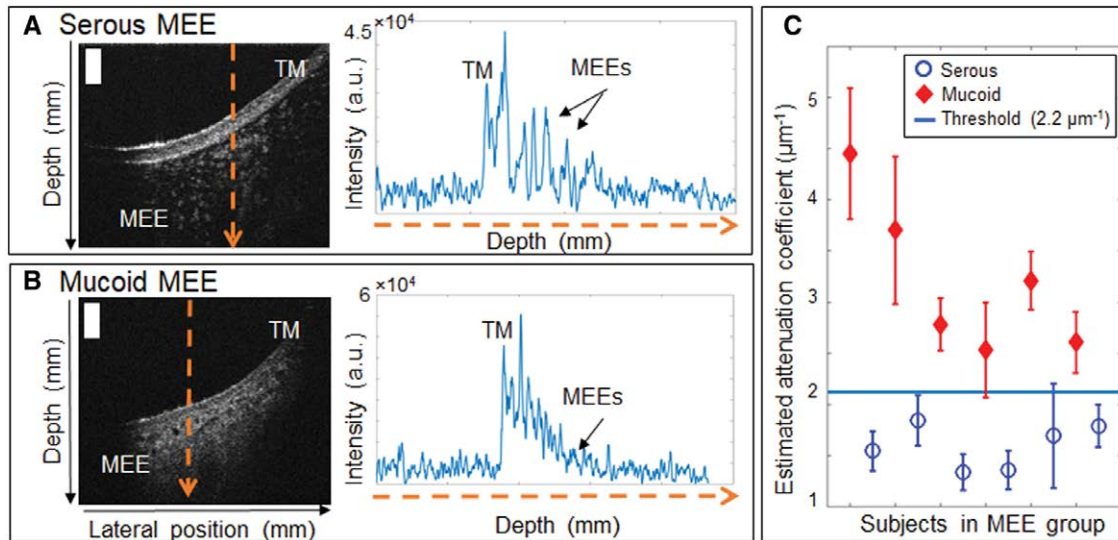 A Serous MEE
TM
MEE
Depth (mm)
4.5
×10⁴
TM
MEEs
Intensity (a.u.)
Depth (mm)
B Mucoid MEE
TM
MEE
Depth (mm)
Lateral position (mm)
6
×10⁴
TM
MEEs
Intensity (a.u.)
Depth (mm)
C
Serous
Mucoid
Threshold (2.2 µm⁻¹)
5
4
3
2
1
Estimated attenuation coefficient (µm⁻¹)
Subjects in MEE group